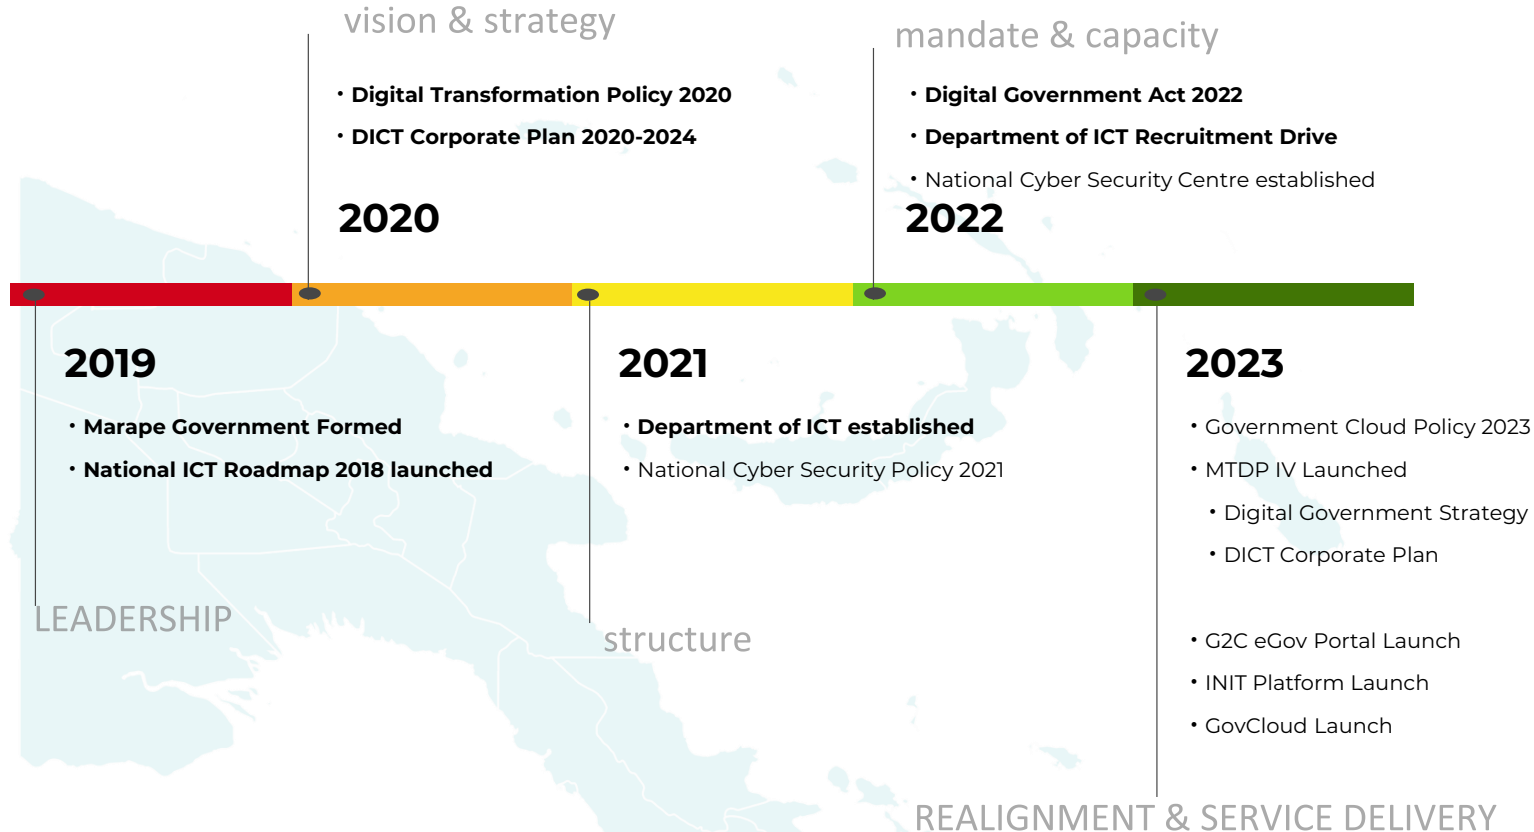 vision & strategy
• Digital Transformation Policy 2020
• DICT Corporate Plan 2020-2024
2020
mandate & capacity
• Digital Government Act 2022
• Department of ICT Recruitment Drive
• National Cyber Security Centre established
2022
2019
• Marape Government Formed
• National ICT Roadmap 2018 launched
LEADERSHIP
2021
• Department of ICT established
• National Cyber Security Policy 2021
structure
2023
• Government Cloud Policy 2023
• MTDP IV Launched
• Digital Government Strategy
• DICT Corporate Plan
• G2C eGov Portal Launch
• INIT Platform Launch
• GovCloud Launch
REALIGNMENT & SERVICE DELIVERY